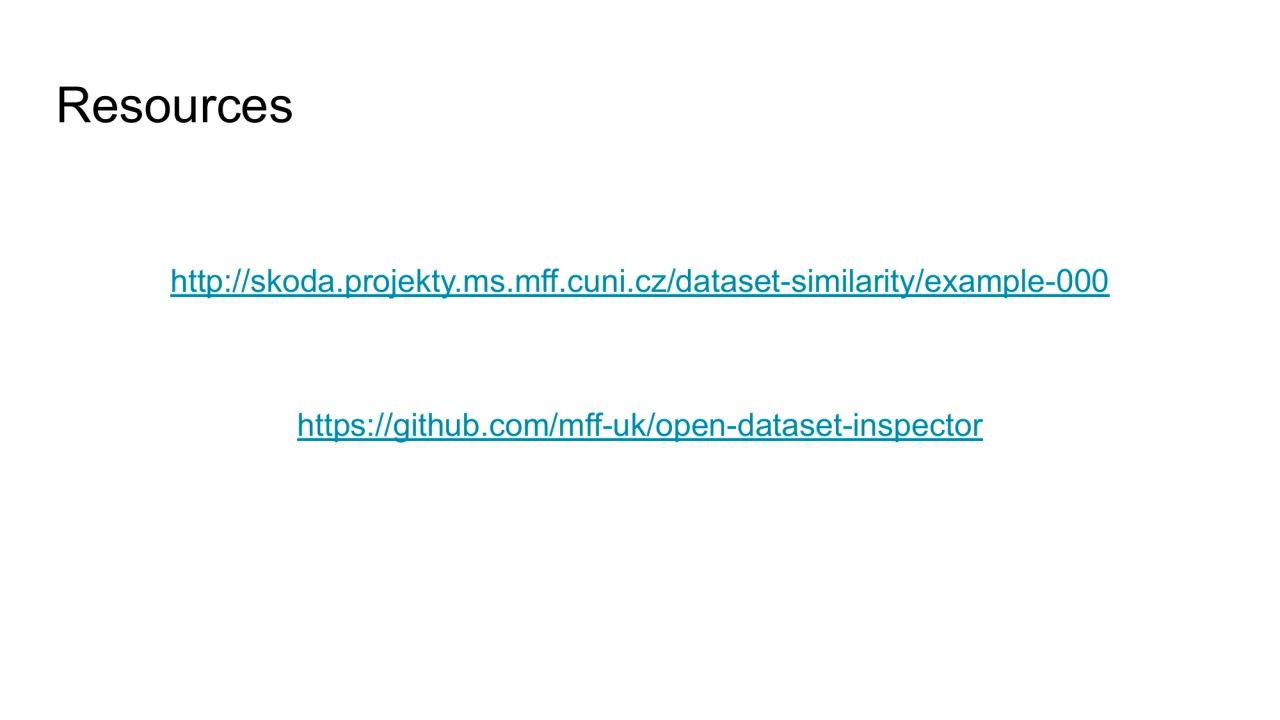 Resources
http://skoda.projekty.ms.mff.cuni.cz/dataset-similarity/example-000
https://github.com/mff-uk/open-dataset-inspector